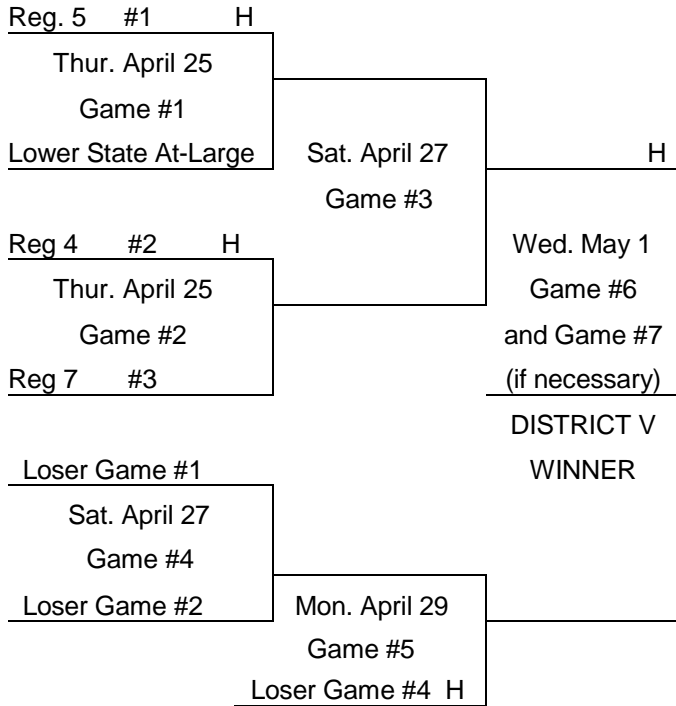 Reg. 5 #1 H
Thur. April 25
Game #1
Lower State At-Large
Sat. April 27
Game #3
H
Reg 4 #2 H
Thur. April 25
Game #2
Reg 7 #3
Wed. May 1
Game #6
and Game #7
(if necessary)
DISTRICT V
WINNER
Loser Game #1
Sat. April 27
Game #4
Loser Game #2
Mon. April 29
Game #5
Loser Game #4 H